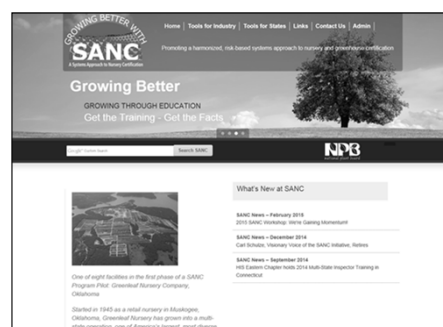 GROWING BETTER WITH
SANC
A Systems Approach to Nursery Certification
Home Tools for Industry Tools for States Links Contact Us Admin
Promoting a harmonized, risk-based systems approach to nursery and greenhouse certification
Growing Better
GROWING THROUGH EDUCATION
Get the Training - Get the Facts
Search SANC
NPB
national plant board
What's New at SANC
SANC News – February 2015
2015 SANC Workshop: We're Gaining Momentum!
SANC News – December 2014
Carl Schulze, Visionary Voice of the SANC Initiative, Retires
SANC News – September 2014
HIS Eastern Chapter holds 2014 Multi-State Inspector Training in
Connecticut
One of eight facilities in the first phase of a SANC
Program Pilot. Greenleaf Nursery Company,
Oklahoma
Started in 1945 as a retail nursery in Muskogee,
Oklahoma, Greenleaf Nursery has grown into a multi-